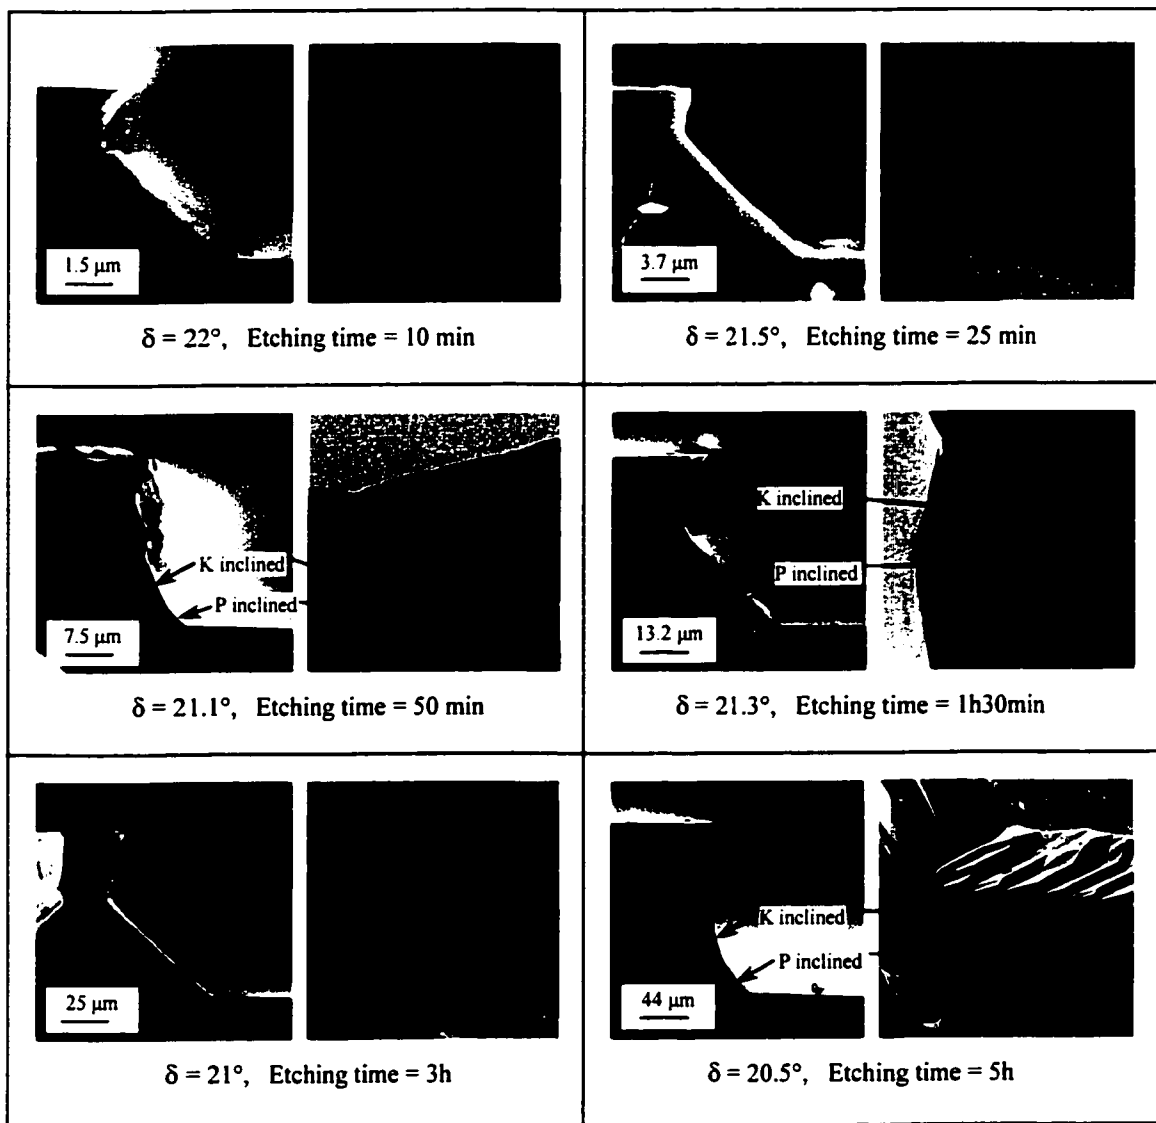 1.5 μm
δ = 22°, Etching time = 10 min
3.7 μm
δ = 21.5°, Etching time = 25 min
K inclined
P inclined
7.5 μm
δ = 21.1°, Etching time = 50 min
K inclined
P inclined
13.2 μm
δ = 21.3°, Etching time = 1h30min
25 μm
δ = 21°, Etching time = 3h
K inclined
P inclined
44 μm
δ = 20.5°, Etching time = 5h